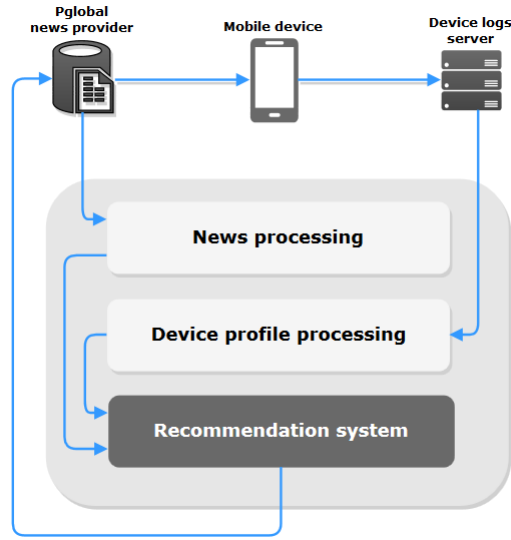 Pglobal
news provider
Mobile device
Device logs
server
News processing
Device profile processing
Recommendation system